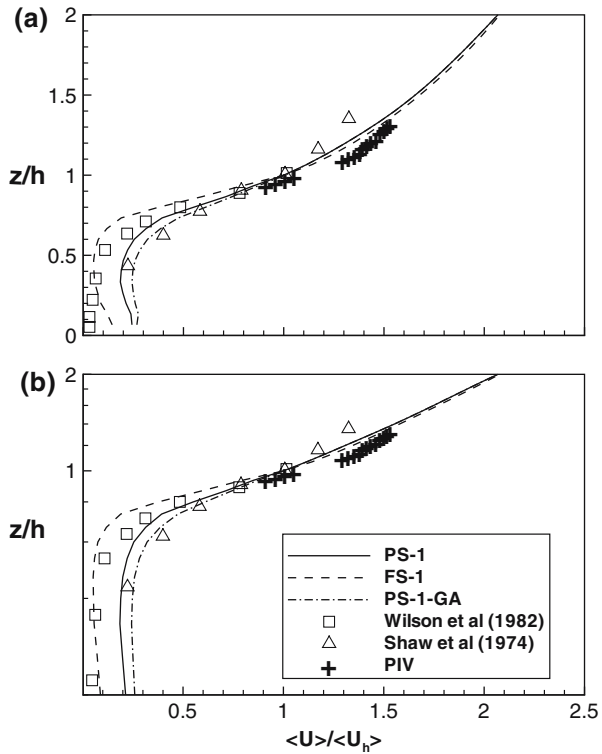 (a)
2
1.5
z/h
1
0.5
0
(b)
2
1
z/h
PS-1
FS-1
PS-1-GA
Wilson et al (1982)
Shaw et al (1974)
PIV
0.5 1 1.5 2 2.5
<U>/<U_h>